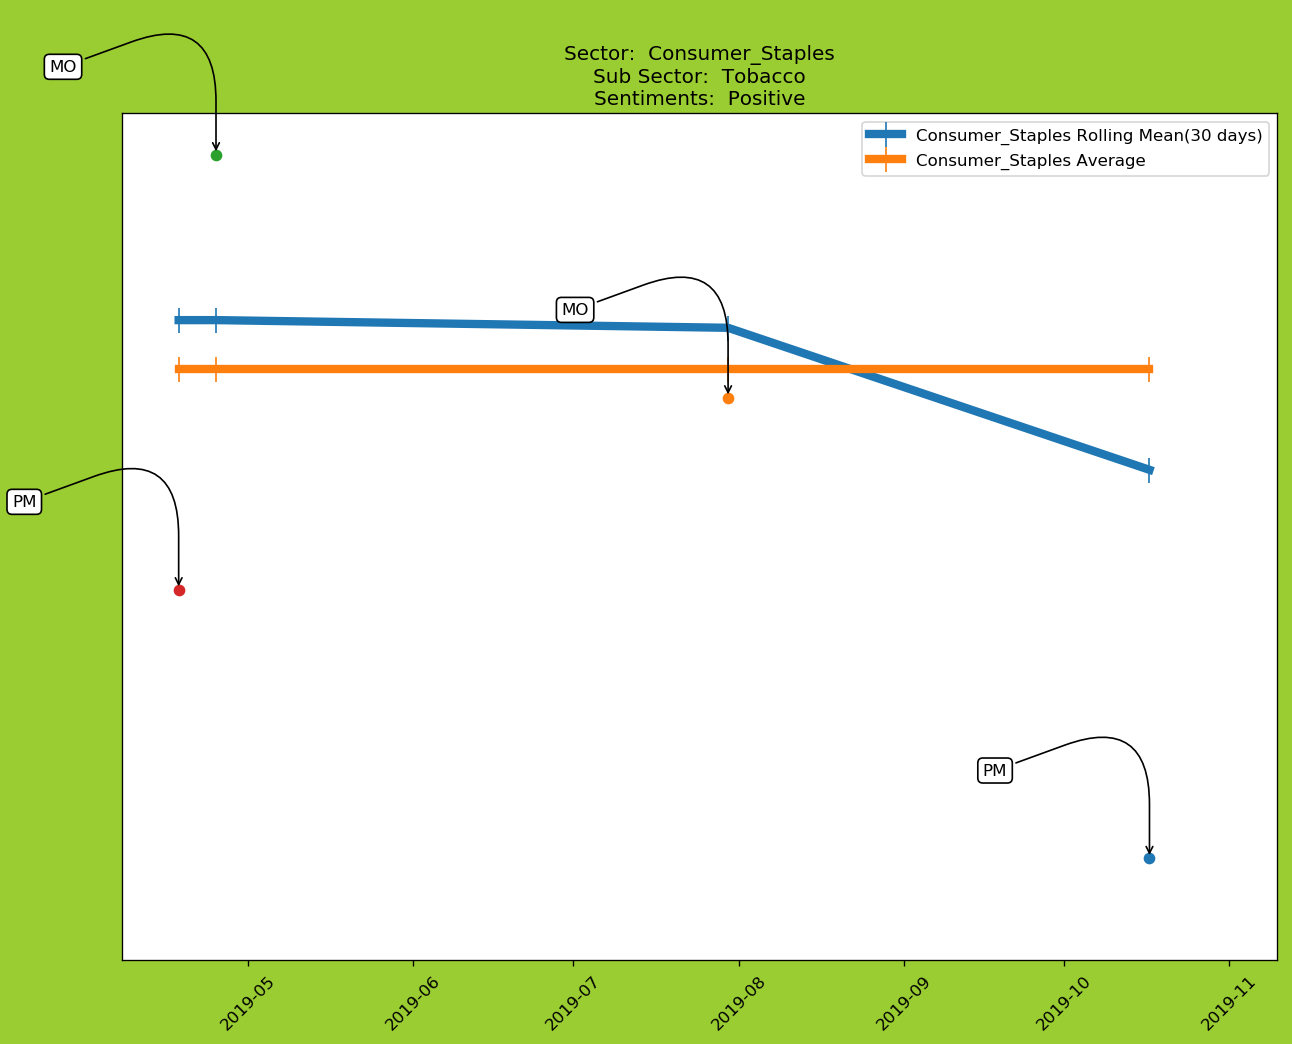 MO
Sector:  Consumer_Staples
Sub Sector:  Tobacco
Sentiments:  Positive
Consumer_Staples Rolling Mean(30 days)
Consumer_Staples Average
MO
PM
PM
2019-05
2019-06
2019-07
2019-08
2019-09
2019-10
2019-11